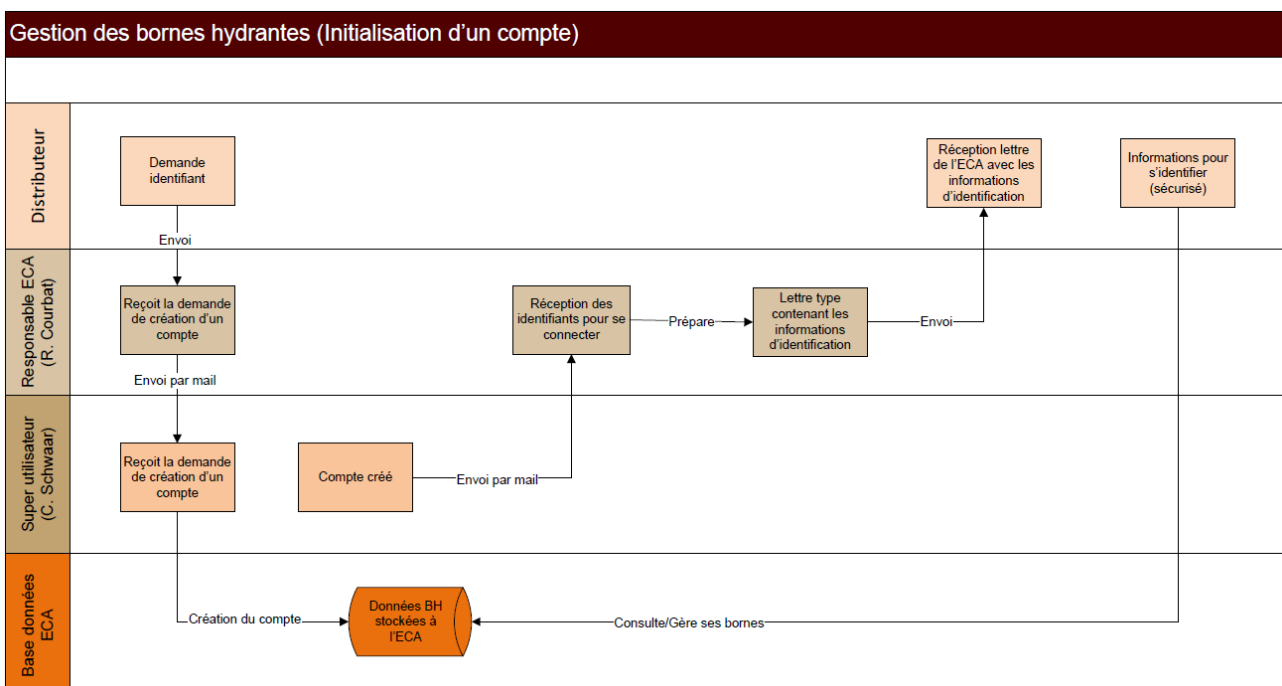 Gestion des bornes hydrantes (Initialisation d'un compte)
Distributeur
Demande
identifiant
Réception lettre
de l'ECA avec les
informations
d'identification
Informations pour
s'identifier
(sécurisé)
Envoi
Responsable ECA
(R. Courbat)
Reçoit la demande
de création d'un
compte
Réception des
identifiants pour se
connecter
Prépare
Lettre type
contenant les
informations
d'identification
Envoi
Envoi par mail
Super utilisateur
(C. Schwaar)
Reçoit la demande
de création d'un
compte
Compte créé
Envoi par mail
Base données
ECA
Création du compte
Données BH
stockées à
l'ECA
Consulte/Gère ses bornes